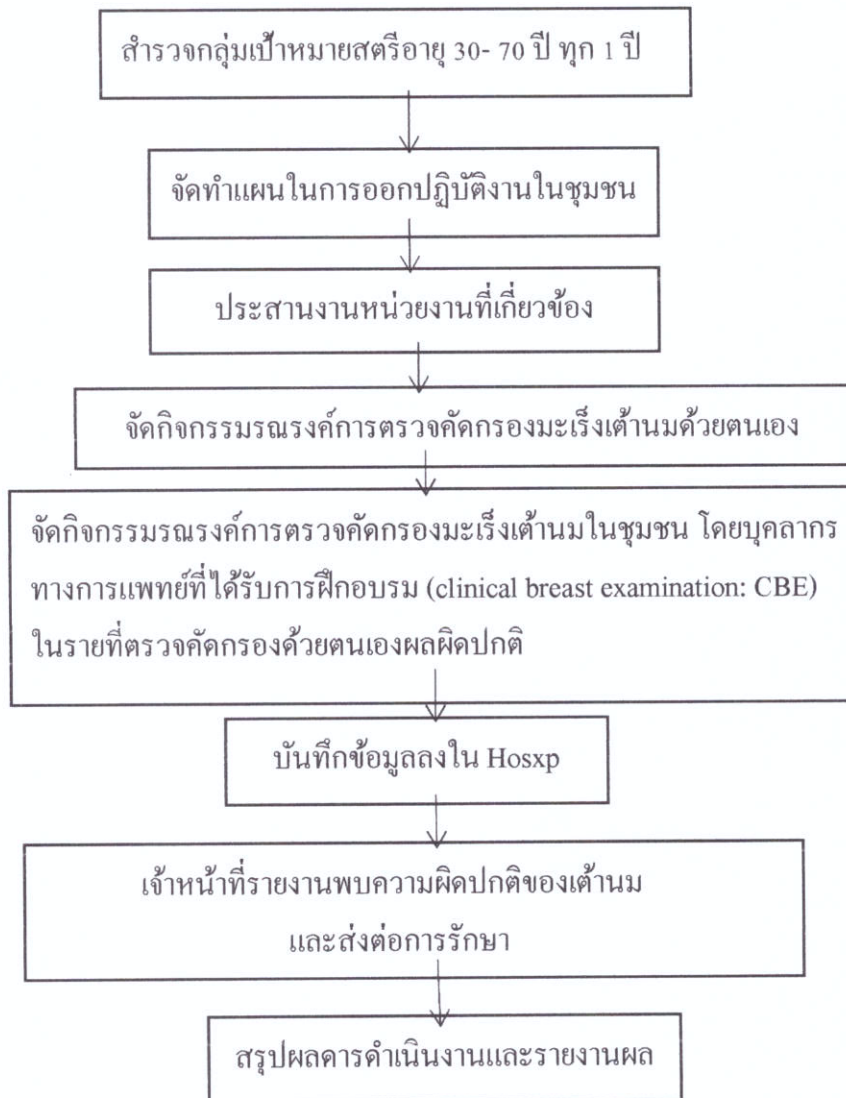 สำรวจกลุ่มเป้าหมายสตรีอายุ 30- 70 ปี ทุก 1 ปี
จัดทำแผนในการออกปฏิบัติงานในชุมชน
ประสานงานหน่วยงานที่เกี่ยวข้อง
จัดกิจกรรมรณรงค์การตรวจคัดกรองมะเร็งเต้านมด้วยตนเอง
จัดกิจกรรมรณรงค์การตรวจคัดกรองมะเร็งเต้านมในชุมชน โดยบุคลากร
ทางการแพทย์ที่ได้รับการฝึกอบรม (clinical breast examination: CBE)
ในรายที่ตรวจคัดกรองด้วยตนเองผลผิดปกติ
บันทึกข้อมูลลงใน Hosxp
เจ้าหน้าที่รายงานพบความผิดปกติของเต้านม
และส่งต่อการรักษา
สรุปผลคารดำเนินงานและรายงานผล